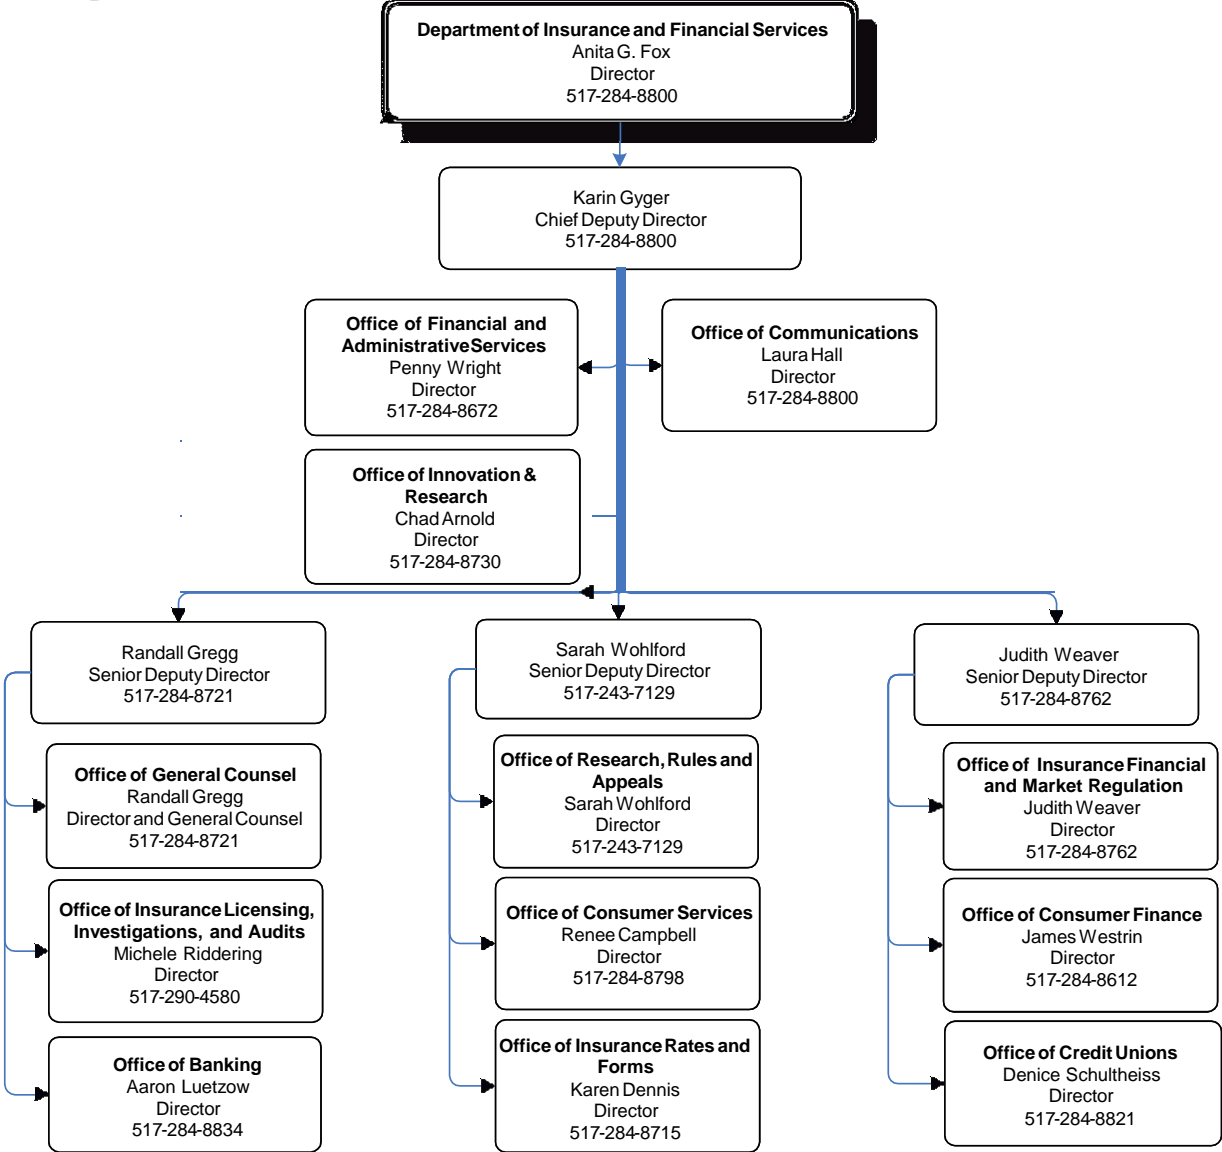 Department of Insurance and Financial Services
Anita G. Fox
Director
517-284-8800
Karin Gyger
Chief Deputy Director
517-284-8800
Office of Financial and
Administrative Services
Penny Wright
Director
517-284-8672
Office of Communications
Laura Hall
Director
517-284-8800
Office of Innovation &
Research
Chad Arnold
Director
517-284-8730
Randall Gregg
Senior Deputy Director
517-284-8721
Office of General Counsel
Randall Gregg
Director and General Counsel
517-284-8721
Office of Insurance Licensing,
Investigations, and Audits
Michele Riddering
Director
517-290-4580
Office of Banking
Aaron Luetzow
Director
517-284-8834
Sarah Wohlford
Senior Deputy Director
517-243-7129
Office of Research, Rules and
Appeals
Sarah Wohlford
Director
517-243-7129
Office of Consumer Services
Renee Campbell
Director
517-284-8798
Office of Insurance Rates and
Forms
Karen Dennis
Director
517-284-8715
Judith Weaver
Senior Deputy Director
517-284-8762
Office of Insurance Financial
and Market Regulation
Judith Weaver
Director
517-284-8762
Office of Consumer Finance
James Westrin
Director
517-284-8612
Office of Credit Unions
Denice Schultheiss
Director
517-284-8821